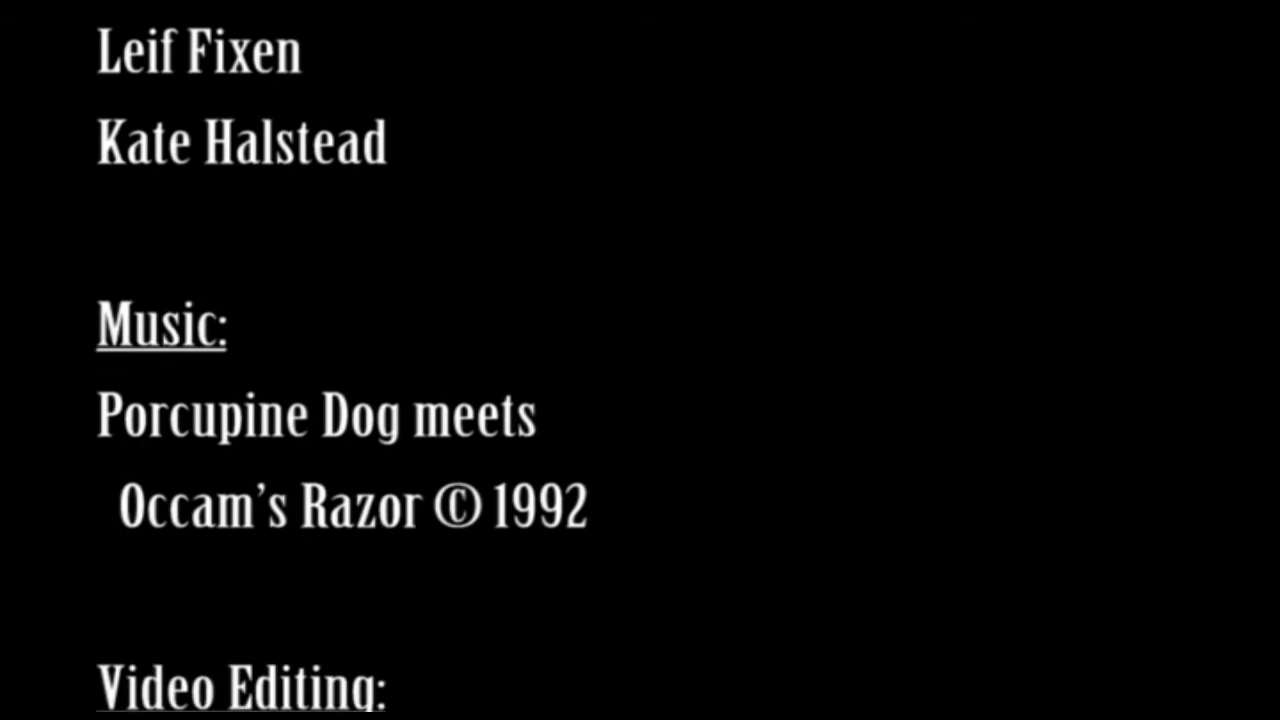 Leif Fixen
Kate Halstead
Music:
Porcupine Dog meets
Occam’s Razor © 1992
Video Editing: